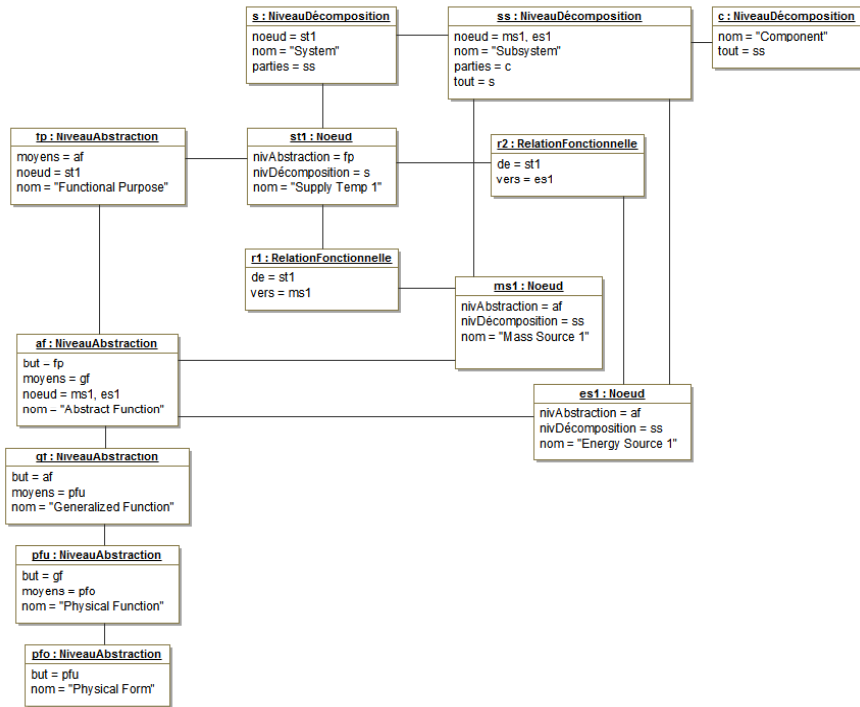 s : NiveauDécomposition
noeud = st1
nom = "System"
parties = ss
ss : NiveauDécomposition
noeud = ms1, es1
nom = "Subsystem"
parties = c
tout = s
c : NiveauDécomposition
nom = "Component"
tout = ss
fp : NiveauAbstraction
moyens = af
noeud = st1
nom = "Functional Purpose"
st1 : Noeud
nivAbstraction = fp
nivDécomposition = s
nom = "Supply Temp 1"
r2 : RelationFonctionnelle
de = st1
vers = es1
r1 : RelationFonctionnelle
de = st1
vers = ms1
ms1 : Noeud
nivAbstraction = af
nivDécomposition = ss
nom = "Mass Source 1"
af : NiveauAbstraction
but = fp
moyens = gf
noeud = ms1, es1
nom = "Abstract Function"
es1 : Noeud
nivAbstraction = af
nivDécomposition = ss
nom = "Energy Source 1"
gf : NiveauAbstraction
but = af
moyens = pfu
nom = "Generalized Function"
pfu : NiveauAbstraction
but = gf
moyens = pfo
nom = "Physical Function"
pfo : NiveauAbstraction
but = pfu
nom = "Physical Form"